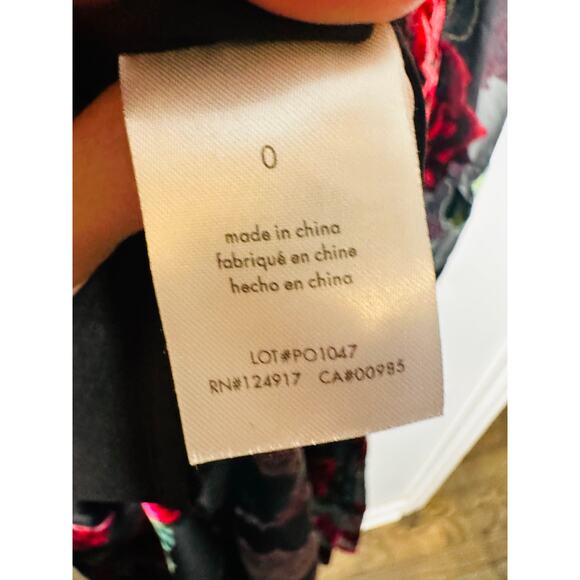 0
made in china
fabriqué en chine
hecho en china
LOT#PO1047
RN#124917 CA#00985